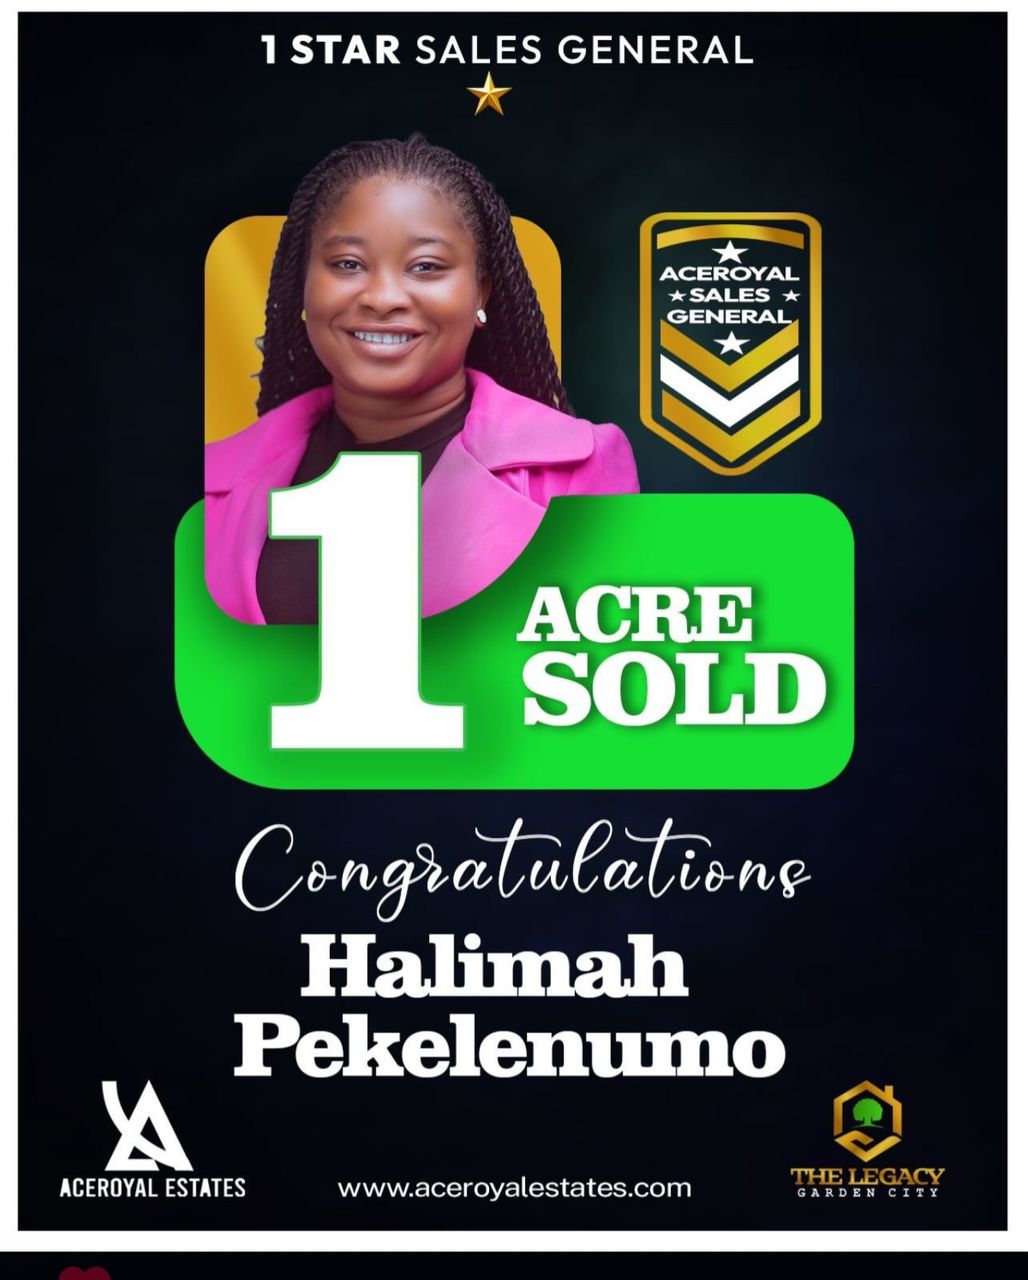 1 STAR SALES GENERAL
ACEROYAL
SALES
GENERAL
1
ACRE
SOLD
Congratulations
Halimah
Pekelenumo
ACEROYAL ESTATES
www.aceroyalestates.com
THE LEGACY
GARDEN CITY